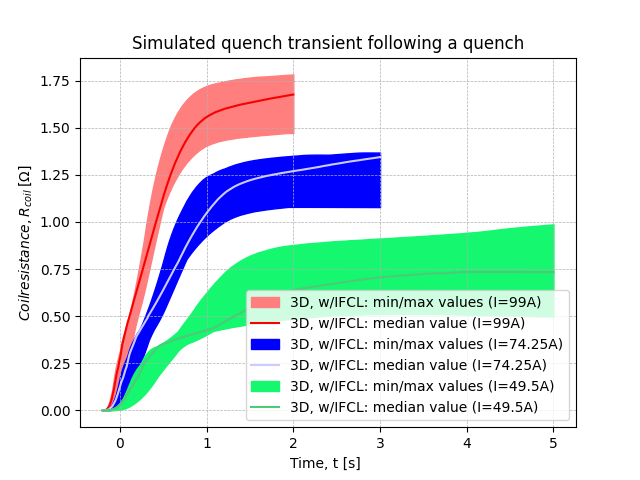 Simulated quench transient following a quench
Coilresistance, R_coil [Ω]
1.75
1.50
1.25
1.00
0.75
0.50
0.25
0.00
3D, w/IFCL: min/max values (I=99A)
3D, w/IFCL: median value (I=99A)
3D, w/IFCL: min/max values (I=74.25A)
3D, w/IFCL: median value (I=74.25A)
3D, w/IFCL: min/max values (I=49.5A)
3D, w/IFCL: median value (I=49.5A)
0 1 2 3 4 5
Time, t [s]